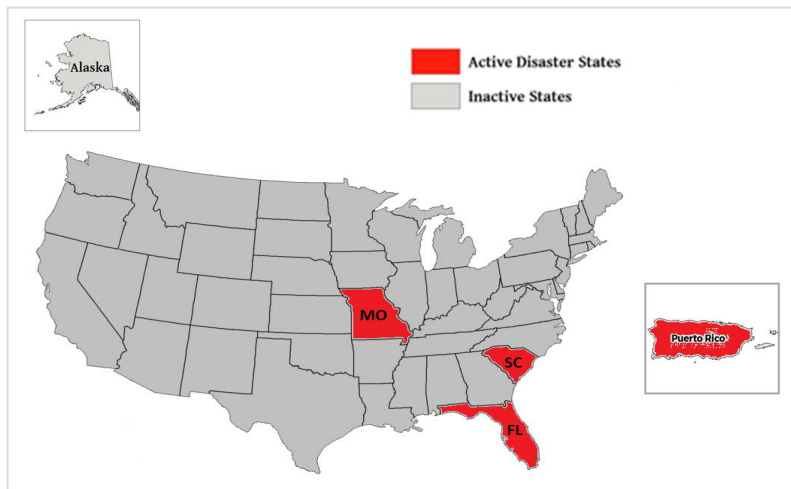 Alaska
Active Disaster States
Inactive States
MO
SC
Puerto Rico
FL